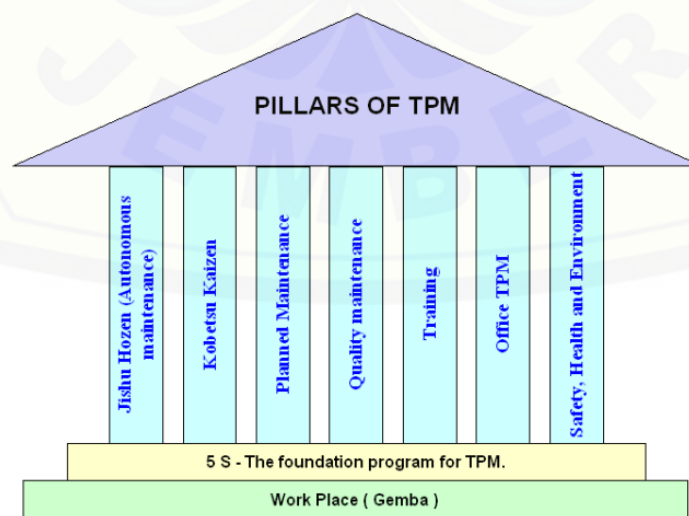 JEMBER
PILLARS OF TPM
Jishu Hozen (Autonomous
maintenance)
Kobetsu Kaizen
Planned Maintenance
Quality maintenance
Training
Office TPM
Safety, Health and Environment
5 S - The foundation program for TPM.
Work Place ( Gemba )